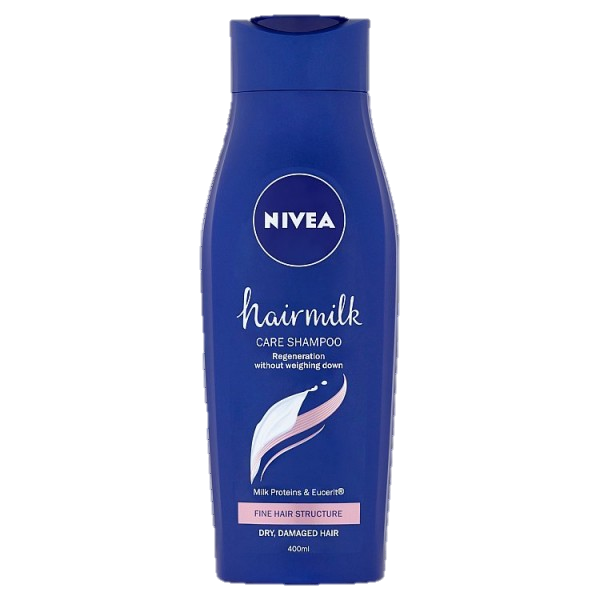 NIVEA
hairmilk
CARE SHAMPOO
Regeneration
without weighing down
Milk Proteins & Eucerit®
FINE HAIR STRUCTURE
DRY, DAMAGED HAIR
400ml